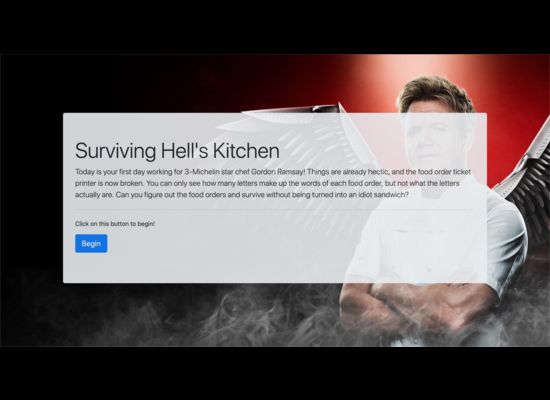 Surviving Hell's Kitchen
Today is your first day working for 3-Michelin star chef Gordon Ramsay! Things are already hectic, and the food order ticket
printer is now broken. You can only see how many letters make up the words of each food order, but not what the letters
actually are. Can you figure out the food orders and survive without being turned into an idiot sandwich?
Click on this button to begin!
Begin